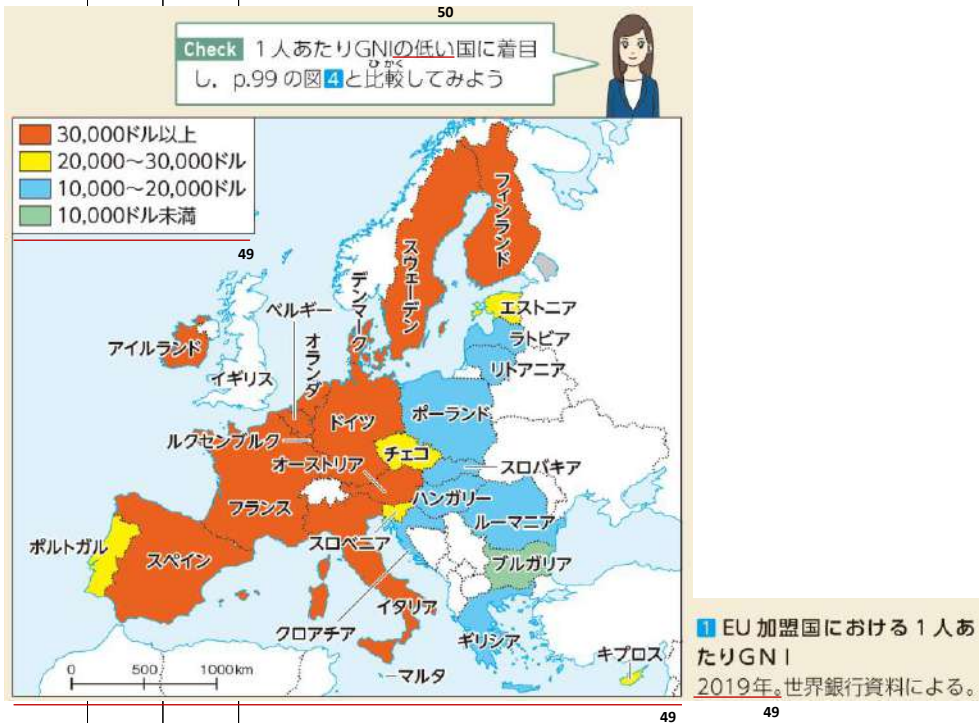 50
Check 1人あたりGNIの低い国に着目
ひかく
し，p.99の図4と比較してみよう
30,000ドル以上
20,000～30,000ドル
10,000～20,000ドル
10,000ドル未満
49
フィンランド
スウェーデン
デンマーク
エストニア
ラトビア
リトアニア
ベルギー
オランダ
アイルランド
イギリス
ドイツ
ポーランド
ルクセンブルク
チェコ
オーストリア
スロバキア
フランス
ハンガリー
ルーマニア
スロベニア
ポルトガル
スペイン
ブルガリア
イタリア
クロアチア
ギリシア
マルタ
キプロス
0 500 1000km
1 EU加盟国における1人あ
たりGNI
2019年。世界銀行資料による。
49
49